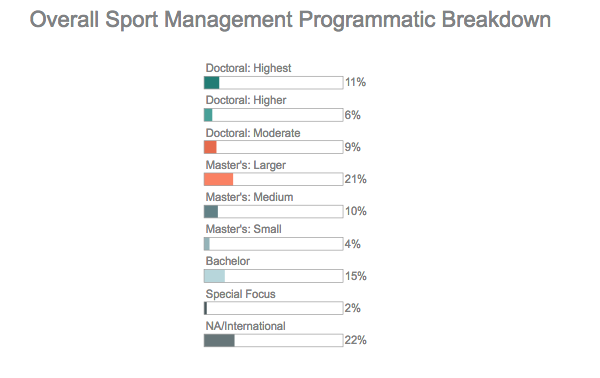 Overall Sport Management Programmatic Breakdown
Doctoral: Highest
11%
Doctoral: Higher
6%
Doctoral: Moderate
9%
Master's: Larger
21%
Master's: Medium
10%
Master's: Small
4%
Bachelor
15%
Special Focus
2%
NA/International
22%